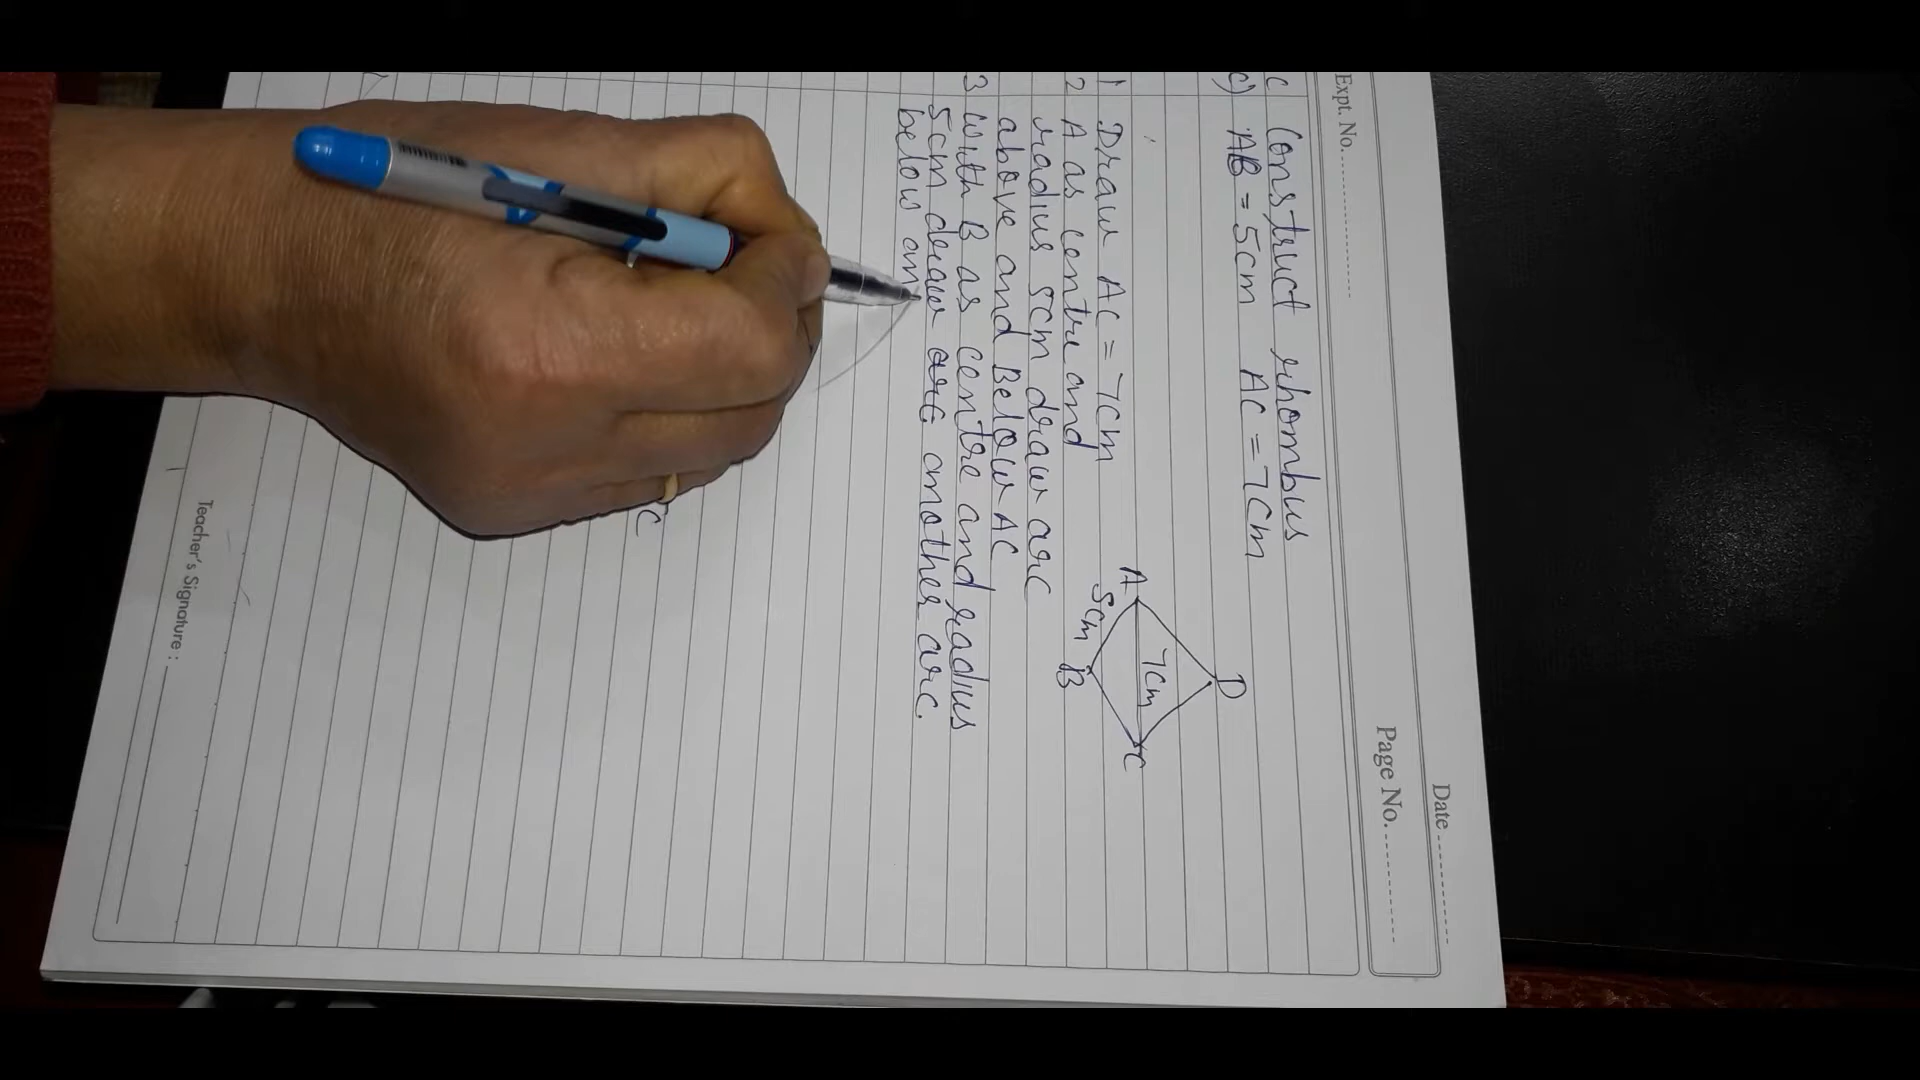 Date
Page No.
Expt. No.
C Construct rhombus
c) AB = 5cm AC = 7cm
D
A
7cm
C
5cm
B
1 Draw AC = 7cm
2 A as centre and
radius 5cm draw arc
above and Below AC
3 With B as centre and radius
5cm draw arc another arc.
below an
C
Teacher's Signature :